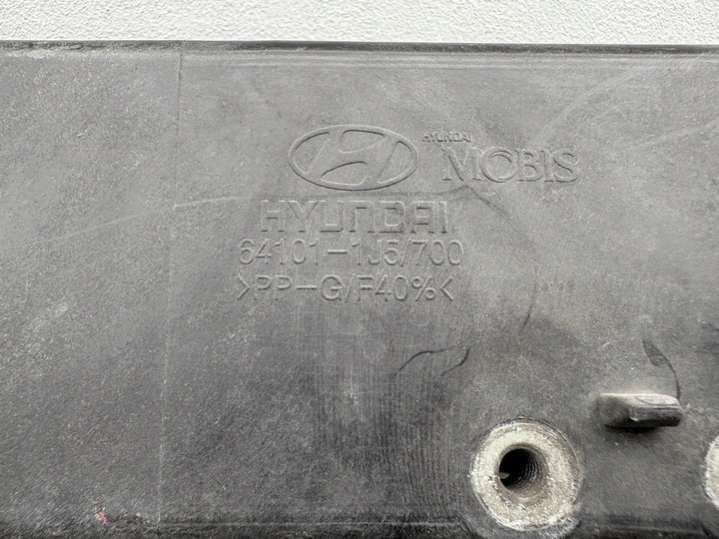 HYUNDAI
MOBIS
HYUNDAI
64101-1J5/700
>PP-G/F40%<